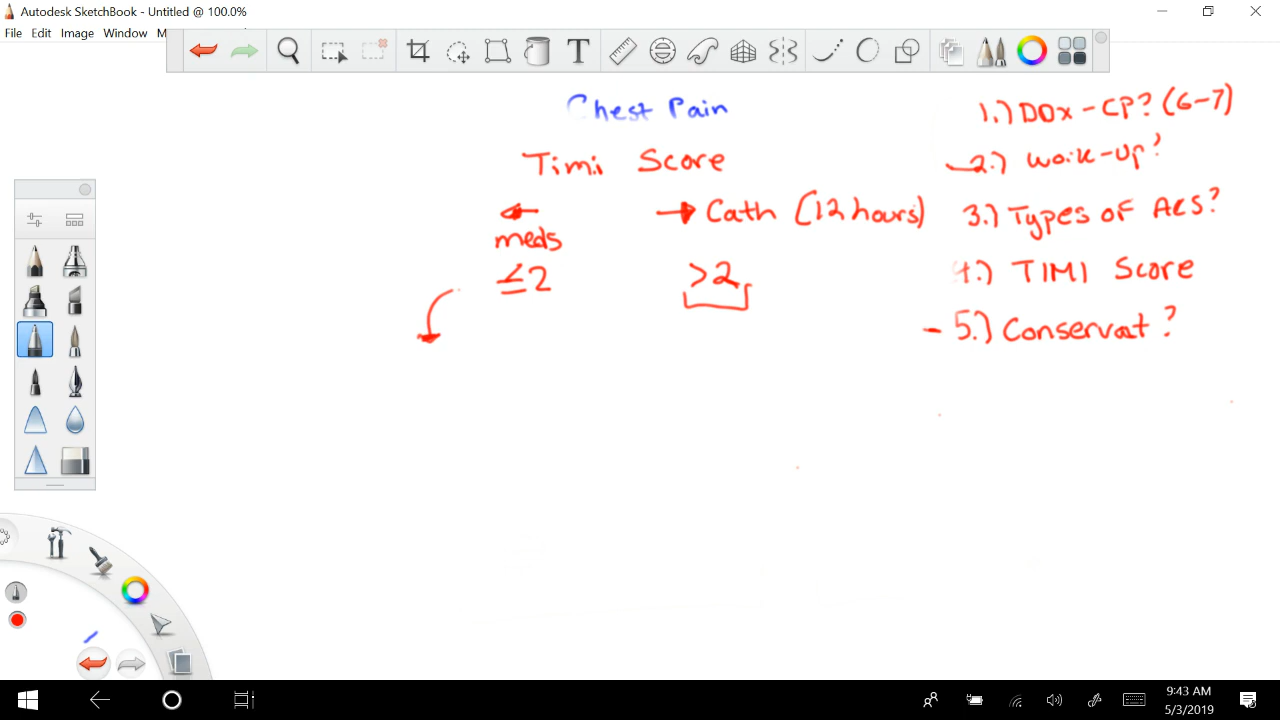 Autodesk SketchBook - Untitled @ 100.0%
File Edit Image Window M
Chest Pain
Timi Score
← → Cath (12 hours)
meds
≤2 >2
1.) DDx - CP? (6-7)
2.) Work-up?
3.) Types of ACS?
4.) TIMI Score
- 5.) Conservat?
9:43 AM
5/3/2019